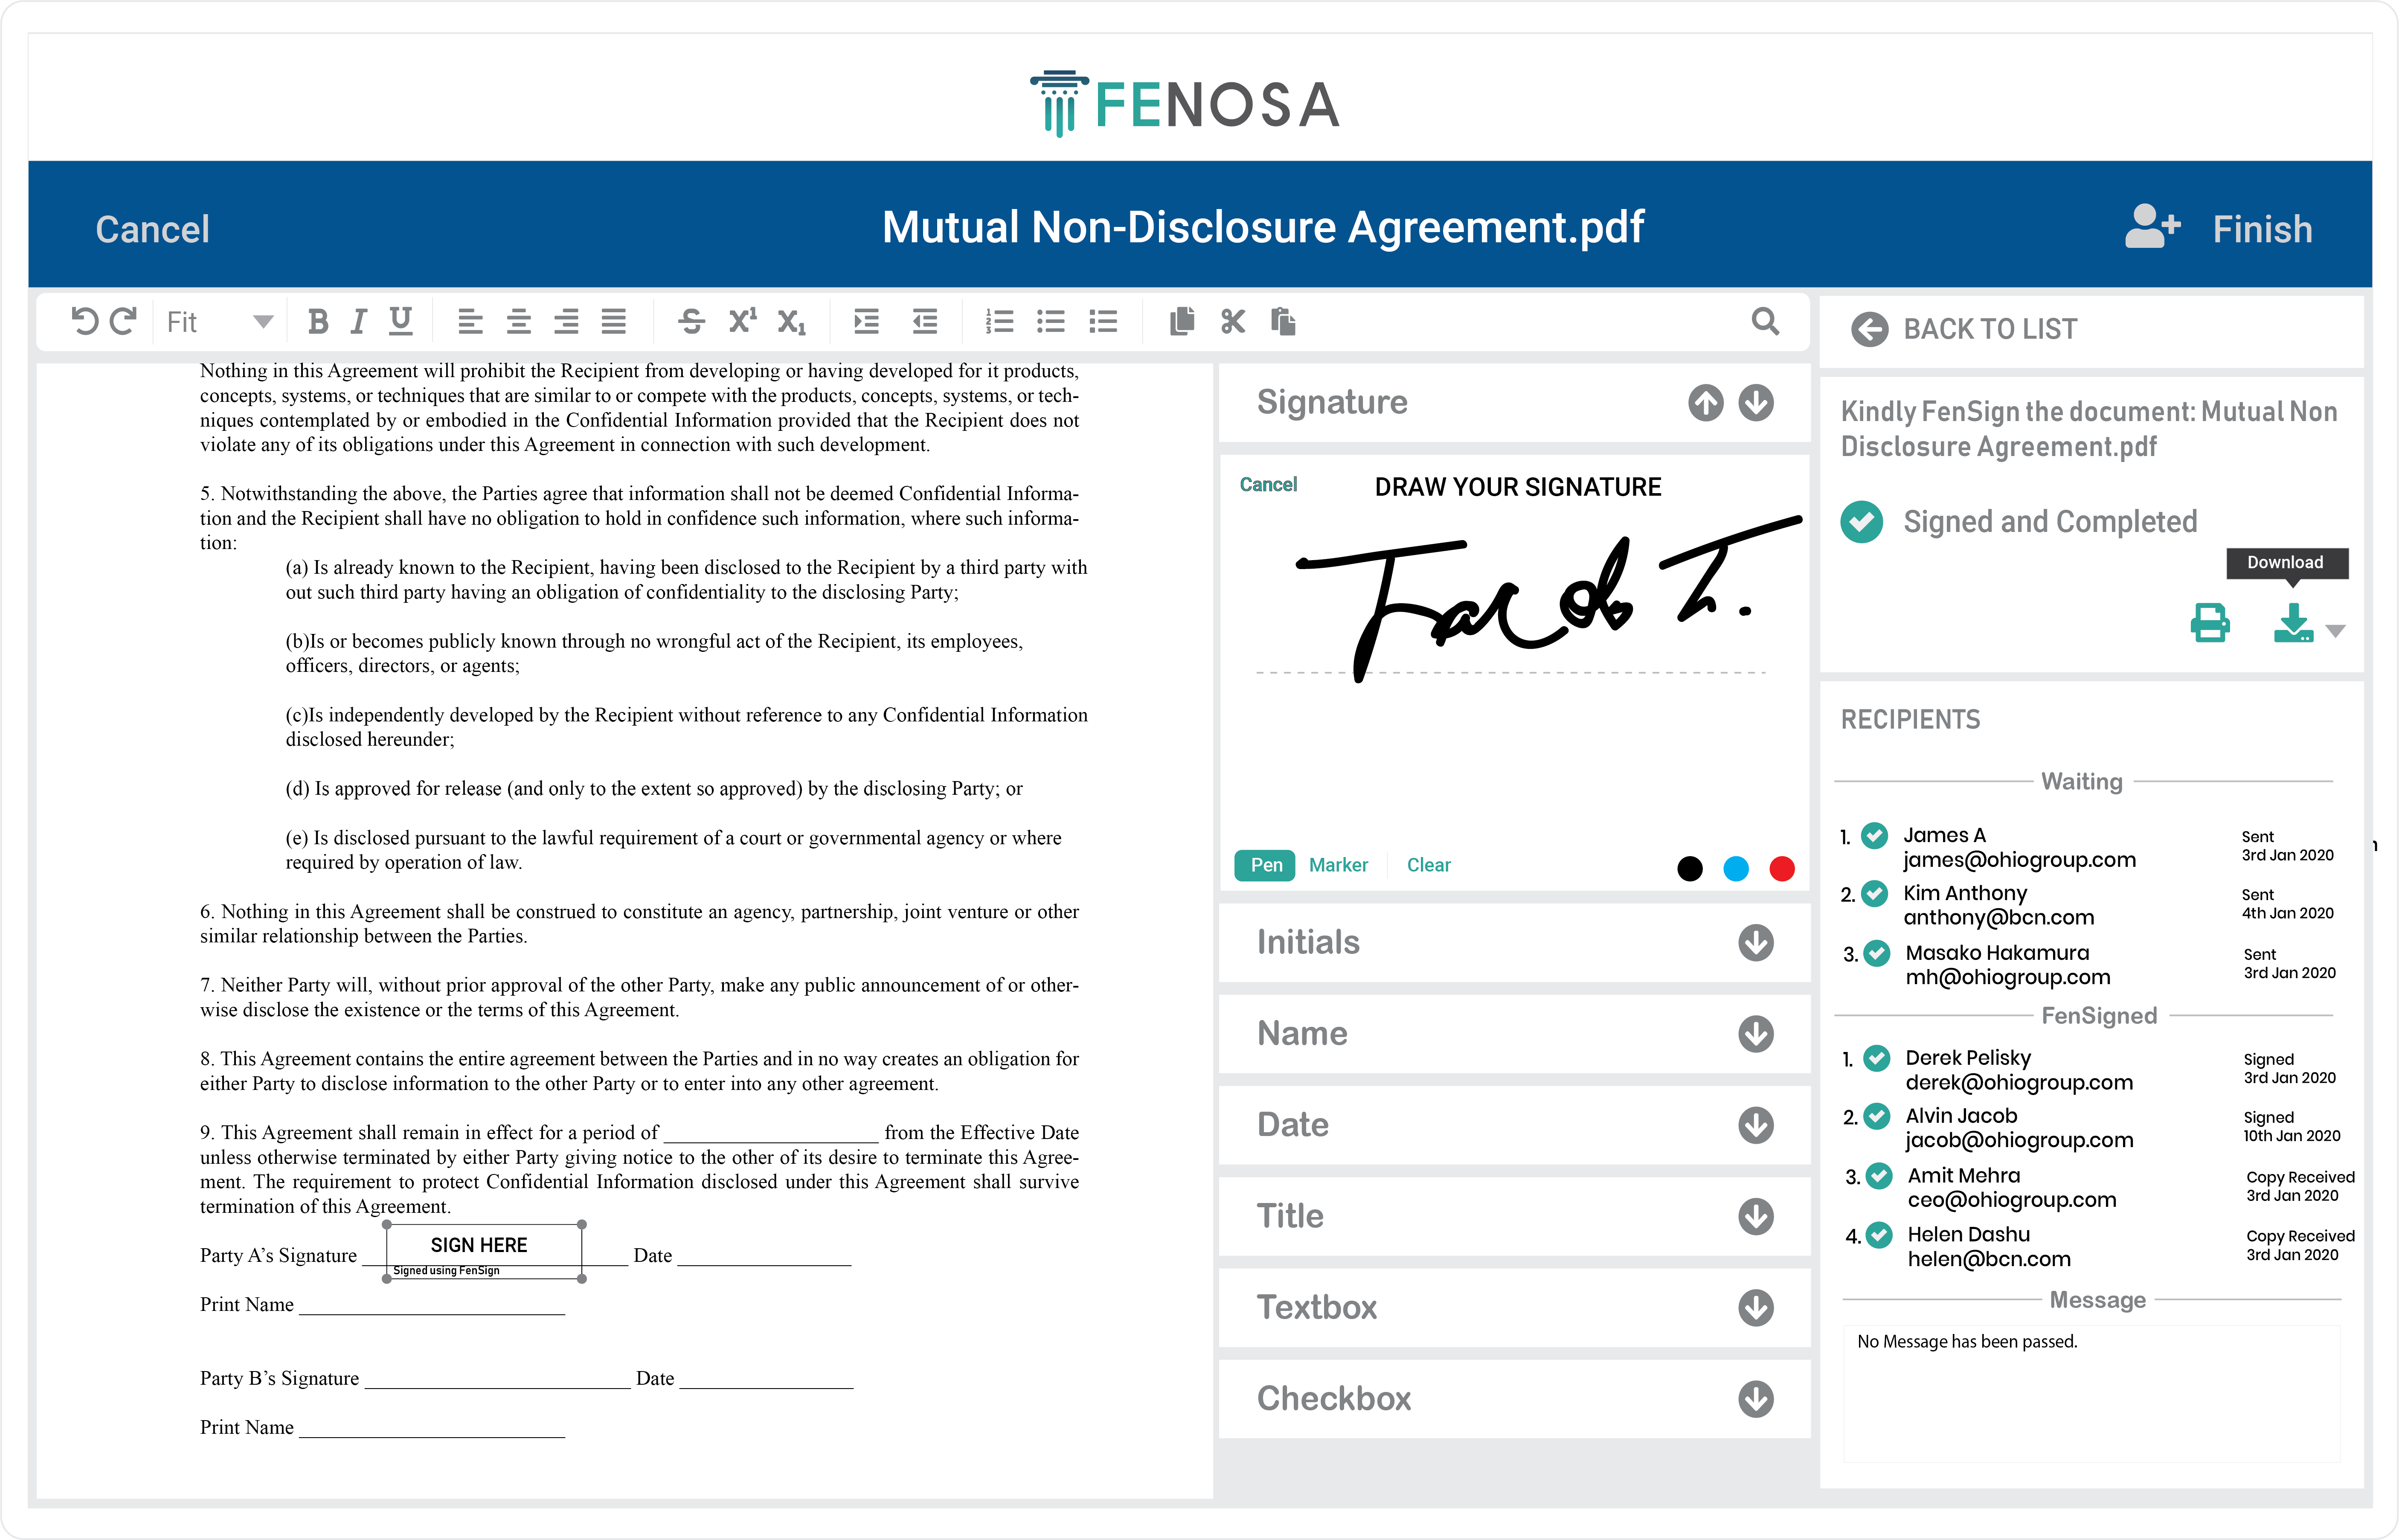 FENOSA
Cancel
Mutual Non-Disclosure Agreement.pdf
Finish
Fit
B I U
S X¹ X₁
Nothing in this Agreement will prohibit the Recipient from developing or having developed for it products,
concepts, systems, or techniques that are similar to or compete with the products, concepts, systems, or tech-
niques contemplated by or embodied in the Confidential Information provided that the Recipient does not
violate any of its obligations under this Agreement in connection with such development.
5. Notwithstanding the above, the Parties agree that information shall not be deemed Confidential Informa-
tion and the Recipient shall have no obligation to hold in confidence such information, where such informa-
tion:
(a) Is already known to the Recipient, having been disclosed to the Recipient by a third party with
out such third party having an obligation of confidentiality to the disclosing Party;
(b)Is or becomes publicly known through no wrongful act of the Recipient, its employees,
officers, directors, or agents;
(c)Is independently developed by the Recipient without reference to any Confidential Information
disclosed hereunder;
(d) Is approved for release (and only to the extent so approved) by the disclosing Party; or
(e) Is disclosed pursuant to the lawful requirement of a court or governmental agency or where
required by operation of law.
6. Nothing in this Agreement shall be construed to constitute an agency, partnership, joint venture or other
similar relationship between the Parties.
7. Neither Party will, without prior approval of the other Party, make any public announcement of or other-
wise disclose the existence or the terms of this Agreement.
8. This Agreement contains the entire agreement between the Parties and in no way creates an obligation for
either Party to disclose information to the other Party or to enter into any other agreement.
9. This Agreement shall remain in effect for a period of ____________________ from the Effective Date
unless otherwise terminated by either Party giving notice to the other of its desire to terminate this Agree-
ment. The requirement to protect Confidential Information disclosed under this Agreement shall survive
termination of this Agreement.
SIGN HERE
Party A's Signature ____________________ Date ____________________
Signed using FenSign
Print Name ____________________
Party B's Signature ____________________ Date ____________________
Print Name ____________________
Signature
Cancel
DRAW YOUR SIGNATURE
Jacob T.
Pen
Marker
Clear
Initials
Name
Date
Title
Textbox
Checkbox
BACK TO LIST
Kindly FenSign the document: Mutual Non
Disclosure Agreement.pdf
Signed and Completed
Download
RECIPIENTS
Waiting
1. James A
james@ohiogroup.com
Sent
3rd Jan 2020
2. Kim Anthony
anthony@bcn.com
Sent
4th Jan 2020
3. Masako Hakamura
mh@ohiogroup.com
Sent
3rd Jan 2020
FenSigned
1. Derek Pelisky
derek@ohiogroup.com
Signed
3rd Jan 2020
2. Alvin Jacob
jacob@ohiogroup.com
Signed
10th Jan 2020
3. Amit Mehra
ceo@ohiogroup.com
Copy Received
3rd Jan 2020
4. Helen Dashu
helen@bcn.com
Copy Received
3rd Jan 2020
Message
No Message has been passed.